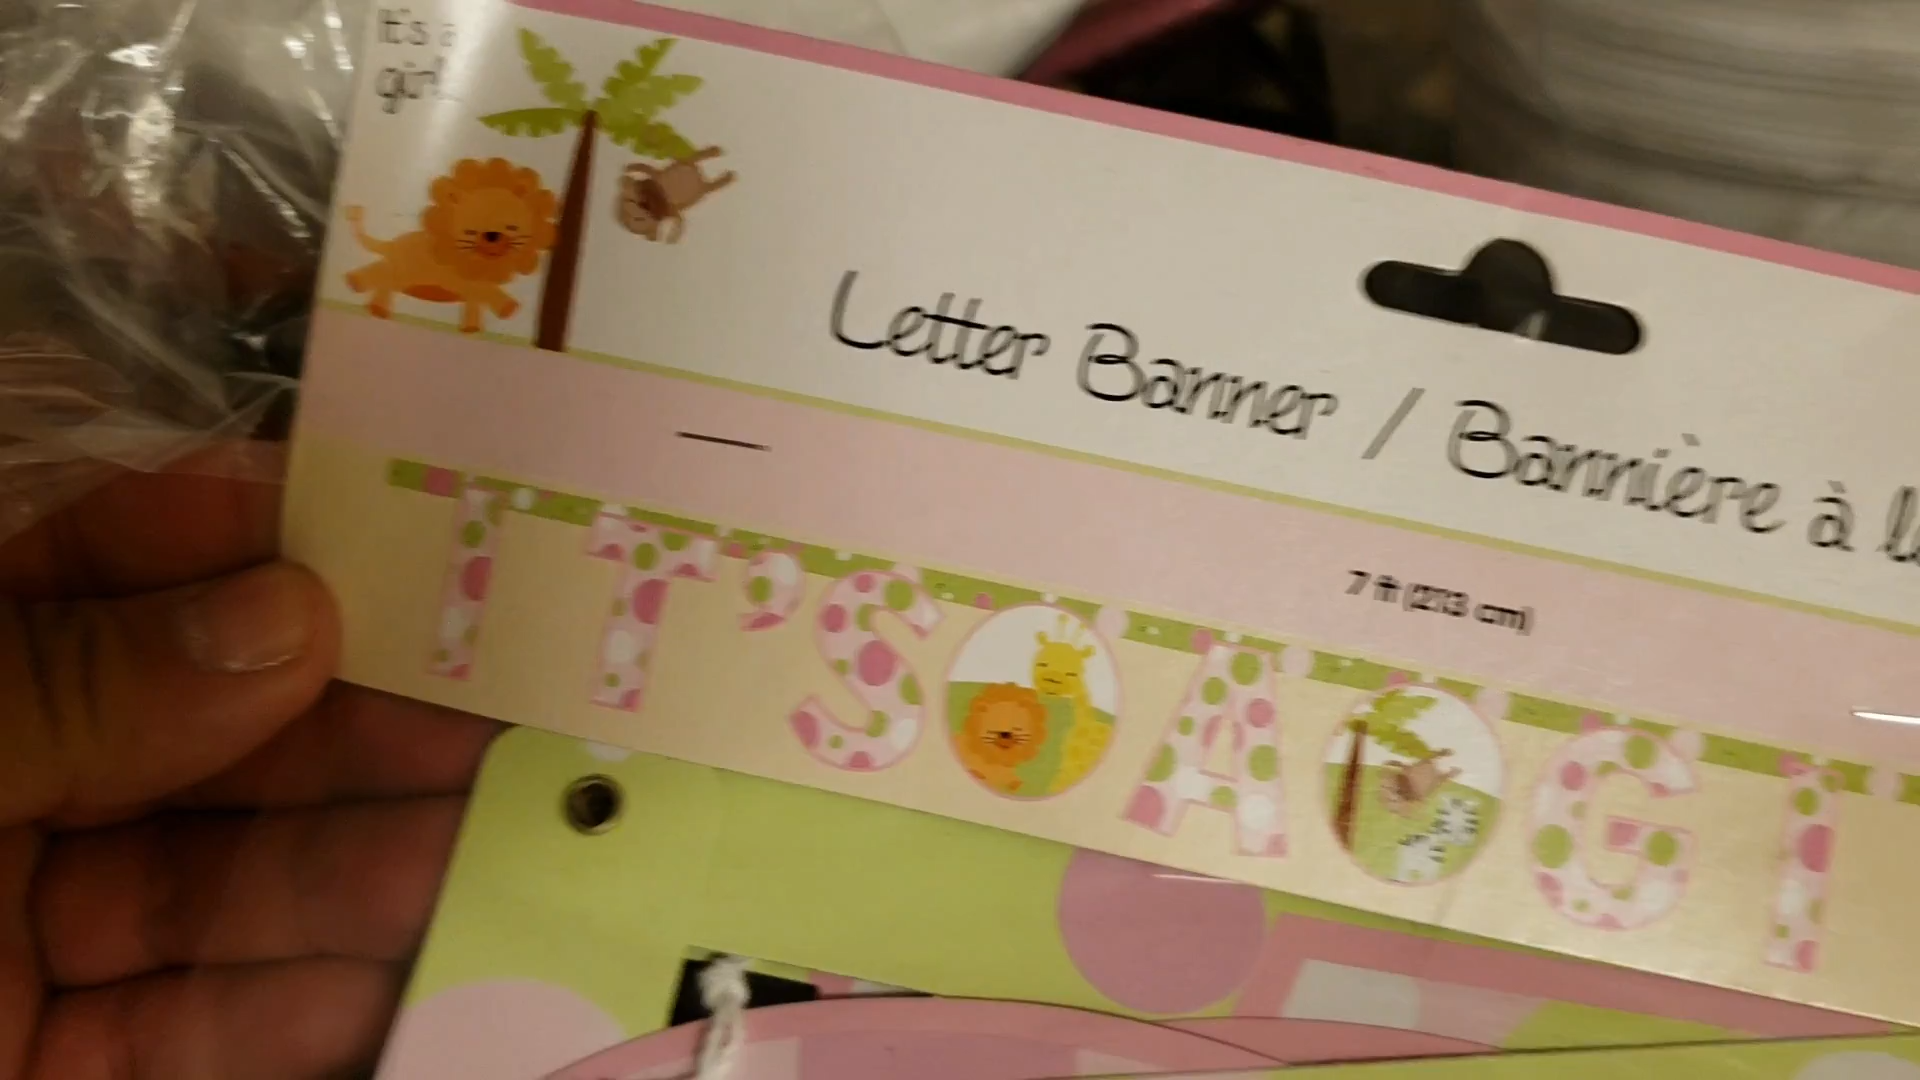 It's a
girl
Letter Banner / Bannière à
7 ft (213 cm)
IT'S A GI